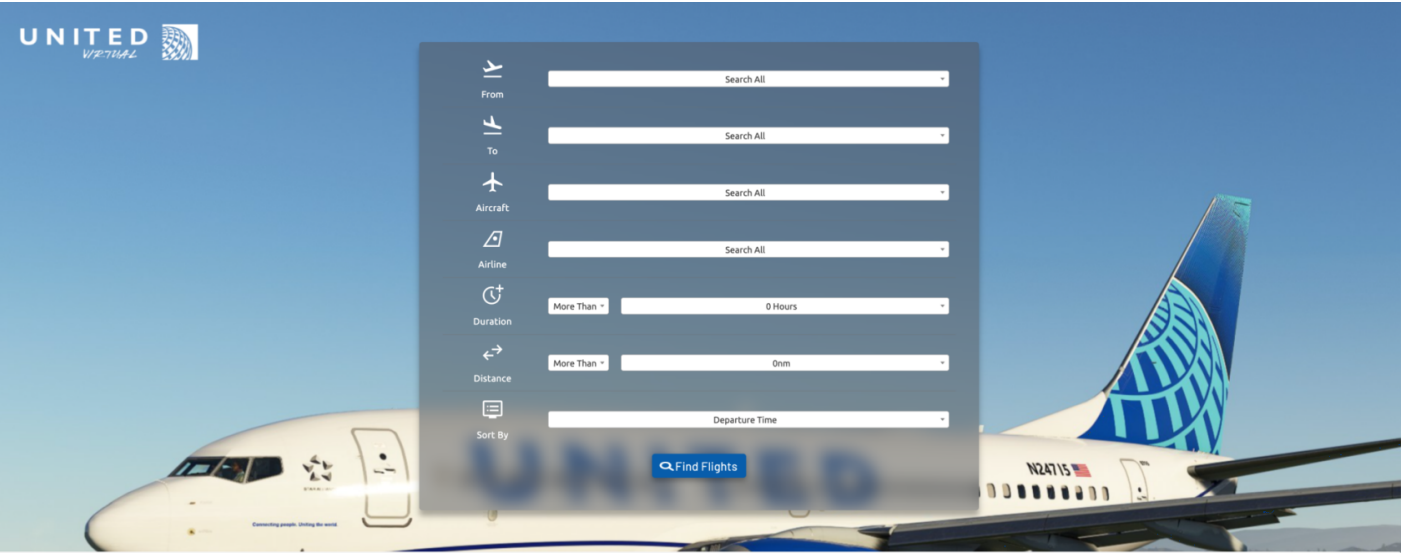 UNITED
VIRTUAL
From
Search All
To
Search All
Aircraft
Search All
Airline
Search All
Duration
More Than
0 Hours
Distance
More Than
0nm
Sort By
Departure Time
Find Flights
UNITED
N24715
Connecting people. Uniting the world.